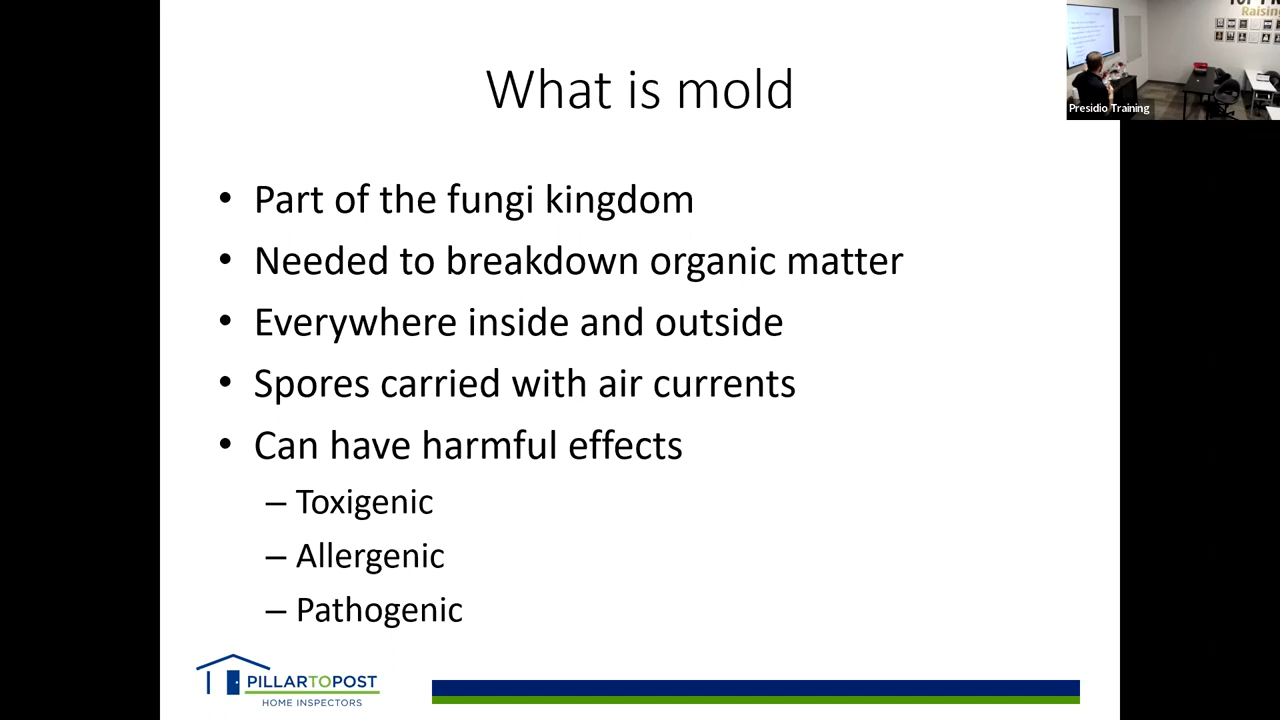 What is mold
• Part of the fungi kingdom
• Needed to breakdown organic matter
• Everywhere inside and outside
• Spores carried with air currents
• Can have harmful effects
– Toxigenic
– Allergenic
– Pathogenic
PILLARTOPOST
HOME INSPECTORS
Raising
Presidio Training